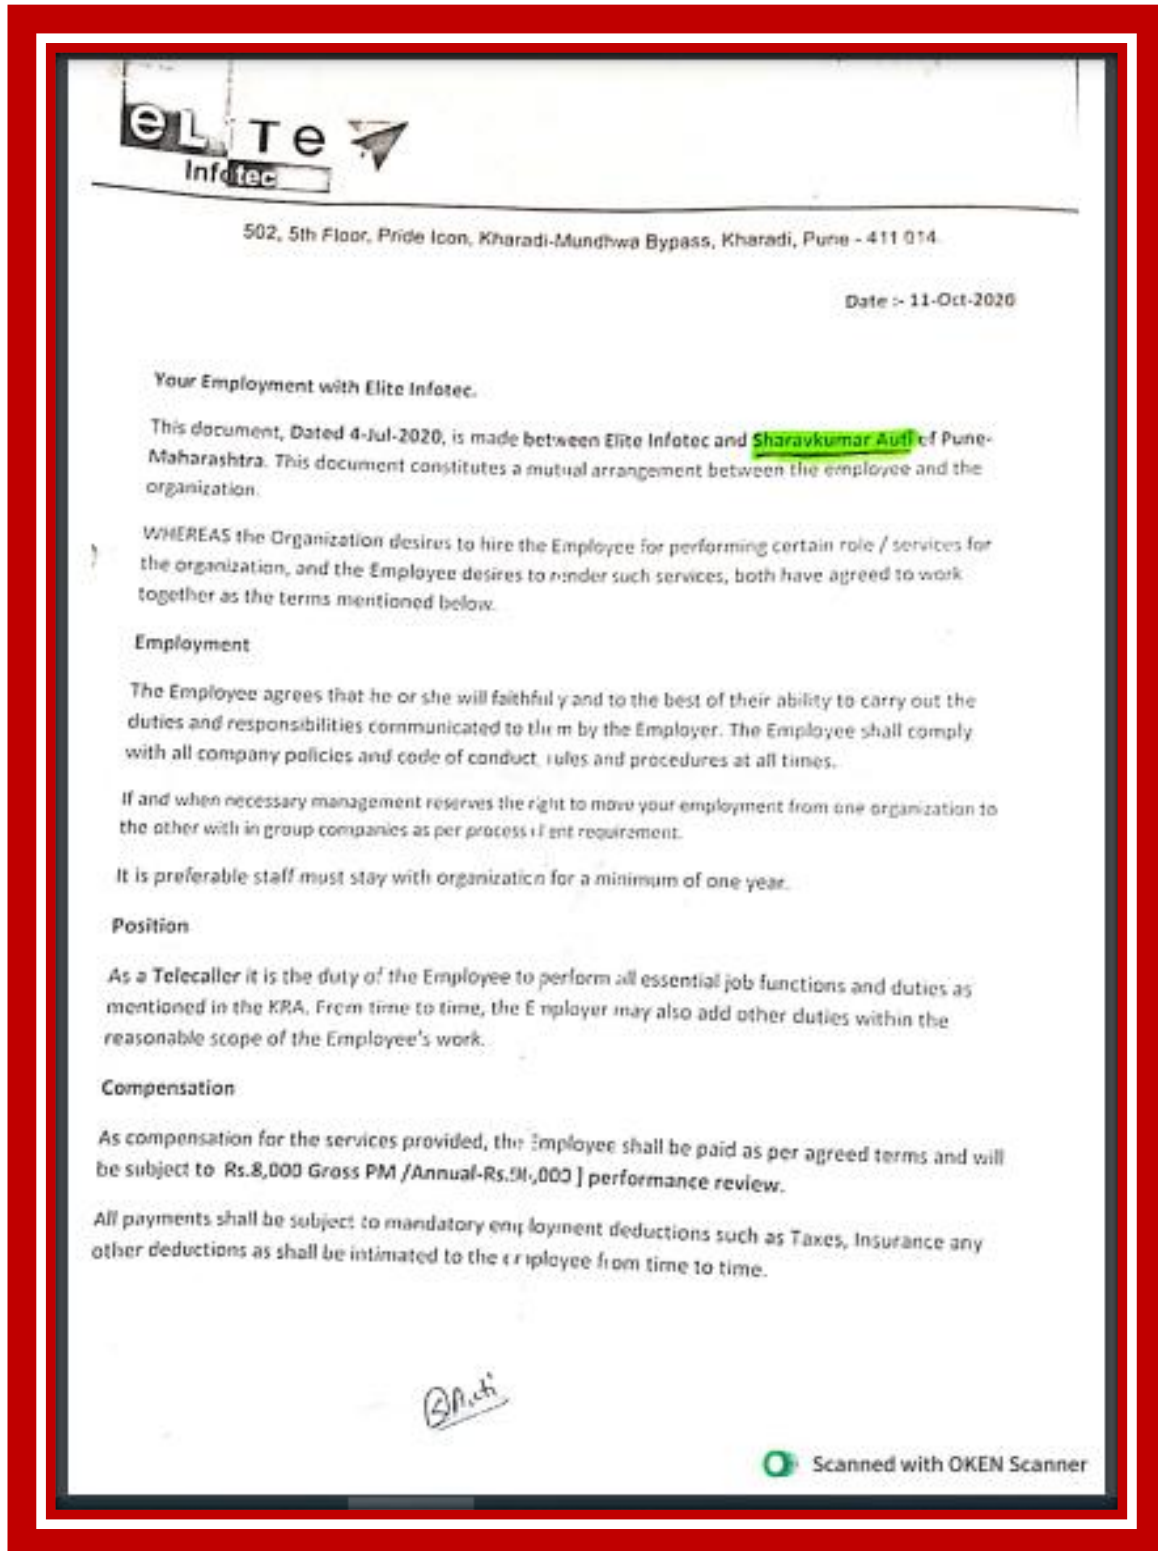 eLiTe
Infotec
502, 5th Floor, Pride Icon, Kharadi-Mundhwa Bypass, Kharadi, Pune - 411 014.
Date :- 11-Oct-2020
Your Employment with Elite Infotec.
This document, Dated 4-Jul-2020, is made between Elite Infotec and Sharavkumar Auti of Pune-
Maharashtra. This document constitutes a mutual arrangement between the employee and the
organization.
WHEREAS the Organization desires to hire the Employee for performing certain role / services for
the organization, and the Employee desires to render such services, both have agreed to work
together as the terms mentioned below.
Employment
The Employee agrees that he or she will faithfully and to the best of their ability to carry out the
duties and responsibilities communicated to them by the Employer. The Employee shall comply
with all company policies and code of conduct, rules and procedures at all times.
If and when necessary management reserves the right to move your employment from one organization to
the other with in group companies as per process requirement.
It is preferable staff must stay with organization for a minimum of one year.
Position
As a Telecaller it is the duty of the Employee to perform all essential job functions and duties as
mentioned in the KRA. From time to time, the Employer may also add other duties within the
reasonable scope of the Employee's work.
Compensation
As compensation for the services provided, the Employee shall be paid as per agreed terms and will
be subject to Rs.8,000 Gross PM /Annual- ] performance review.
All payments shall be subject to mandatory employment deductions such as Taxes, Insurance any
other deductions as shall be intimated to the employee from time to time.
SAuti
Scanned with OKEN Scanner